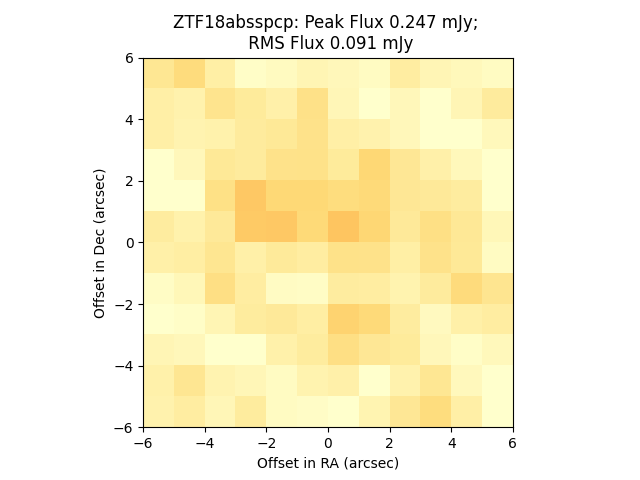 ZTF18absspcp: Peak Flux 0.247 mJy;
RMS Flux 0.091 mJy
6
4
2
0
−2
−4
−6
Offset in Dec (arcsec)
−6 −4 −2 0 2 4 6
Offset in RA (arcsec)